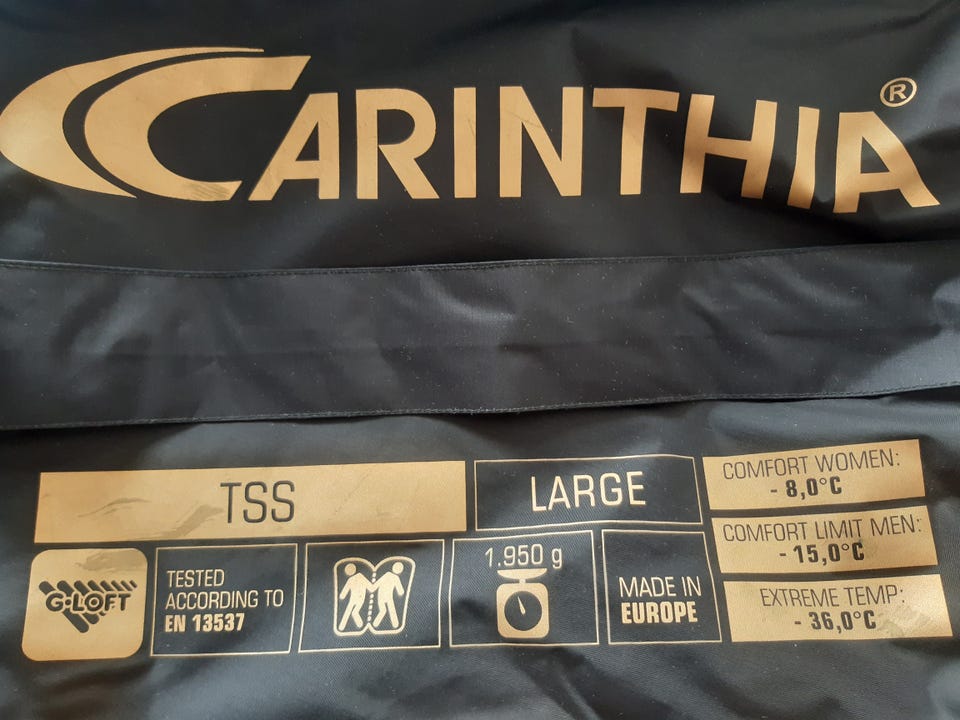 CARINTHIA®
TSS
LARGE
COMFORT WOMEN:
- 8,0°C
COMFORT LIMIT MEN:
- 15,0°C
EXTREME TEMP:
- 36,0°C
G·LOFT
TESTED
ACCORDING TO
EN 13537
1.950 g
MADE IN
EUROPE